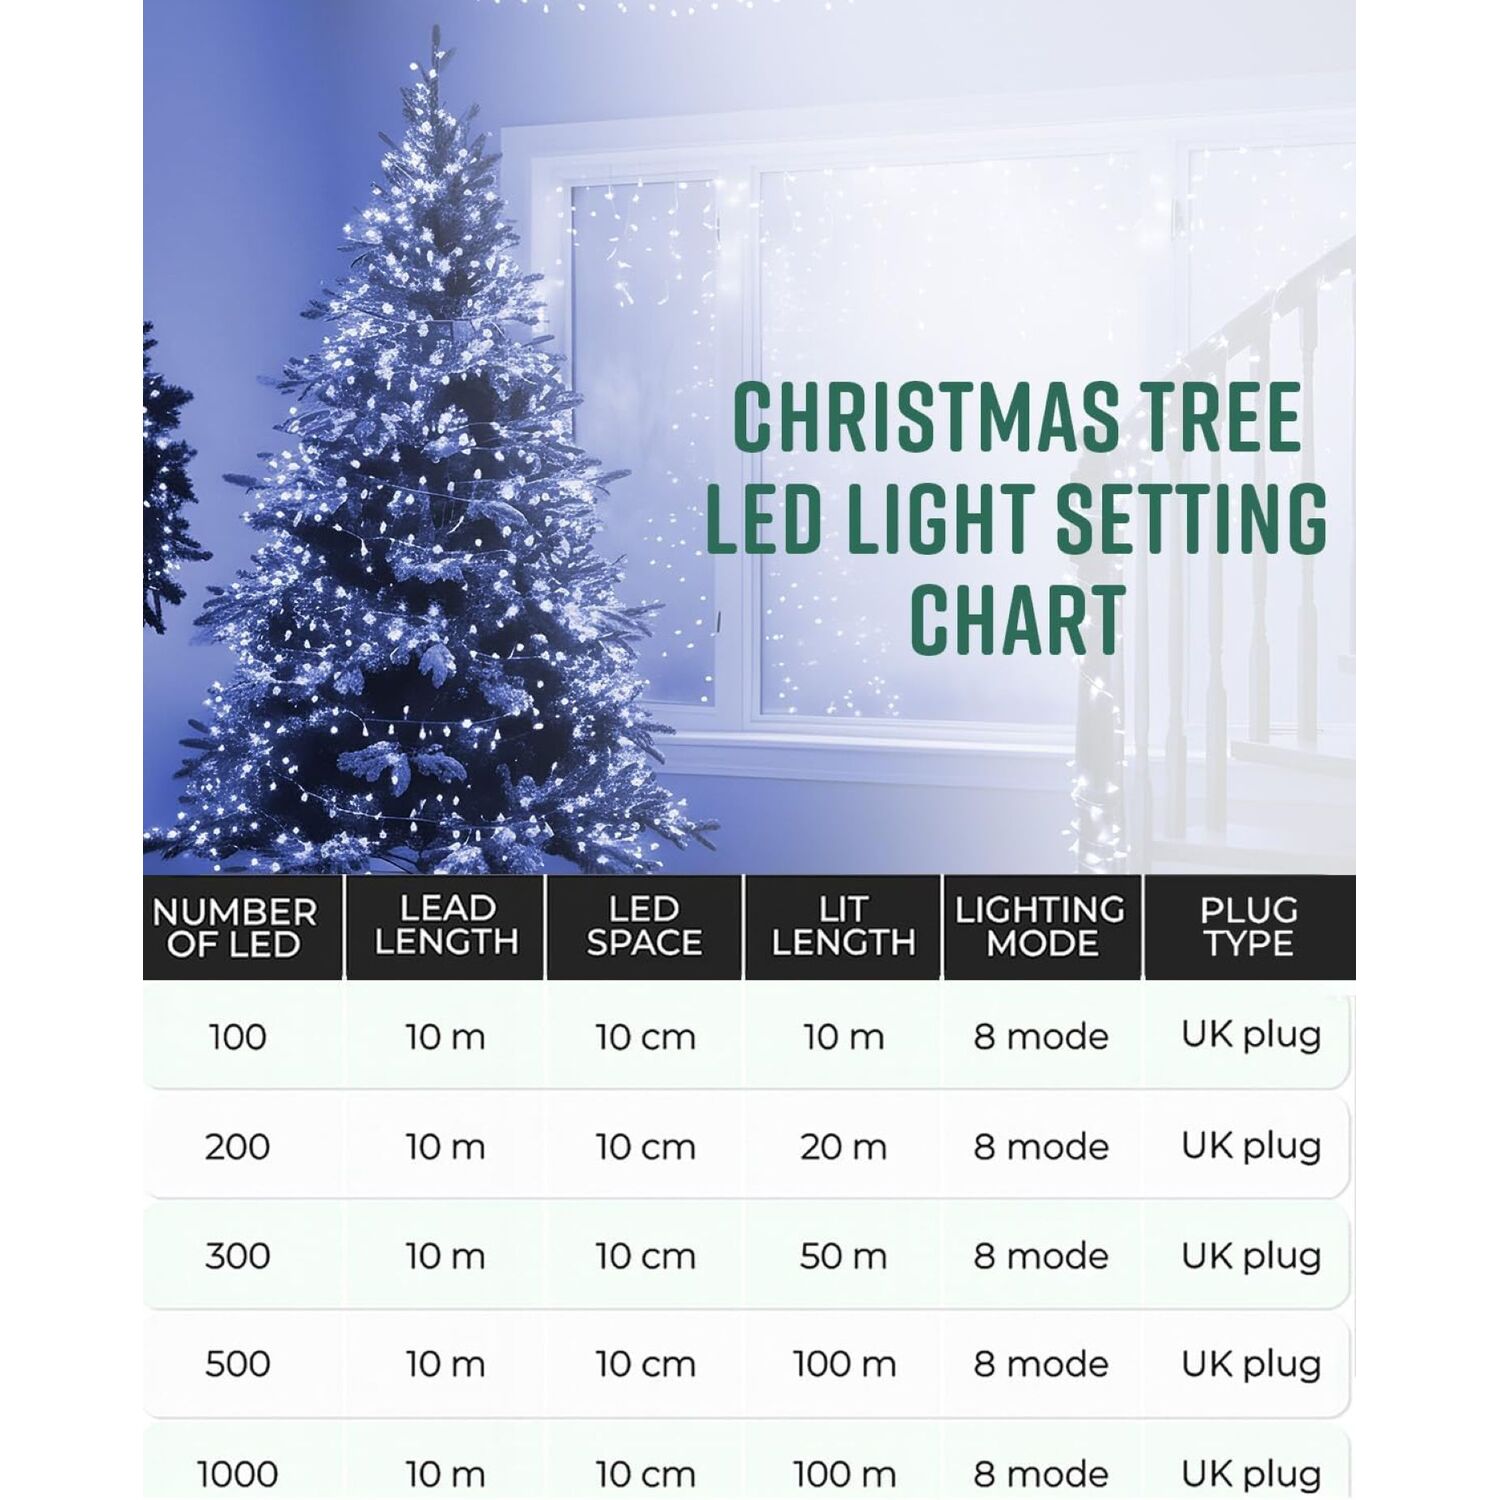 CHRISTMAS TREE
LED LIGHT SETTING
CHART
NUMBER OF LED LEAD LENGTH LED SPACE LIT LENGTH LIGHTING MODE PLUG TYPE
100 10 m 10 cm 10 m 8 mode UK plug
200 10 m 10 cm 20 m 8 mode UK plug
300 10 m 10 cm 50 m 8 mode UK plug
500 10 m 10 cm 100 m 8 mode UK plug
1000 10 m 10 cm 100 m 8 mode UK plug